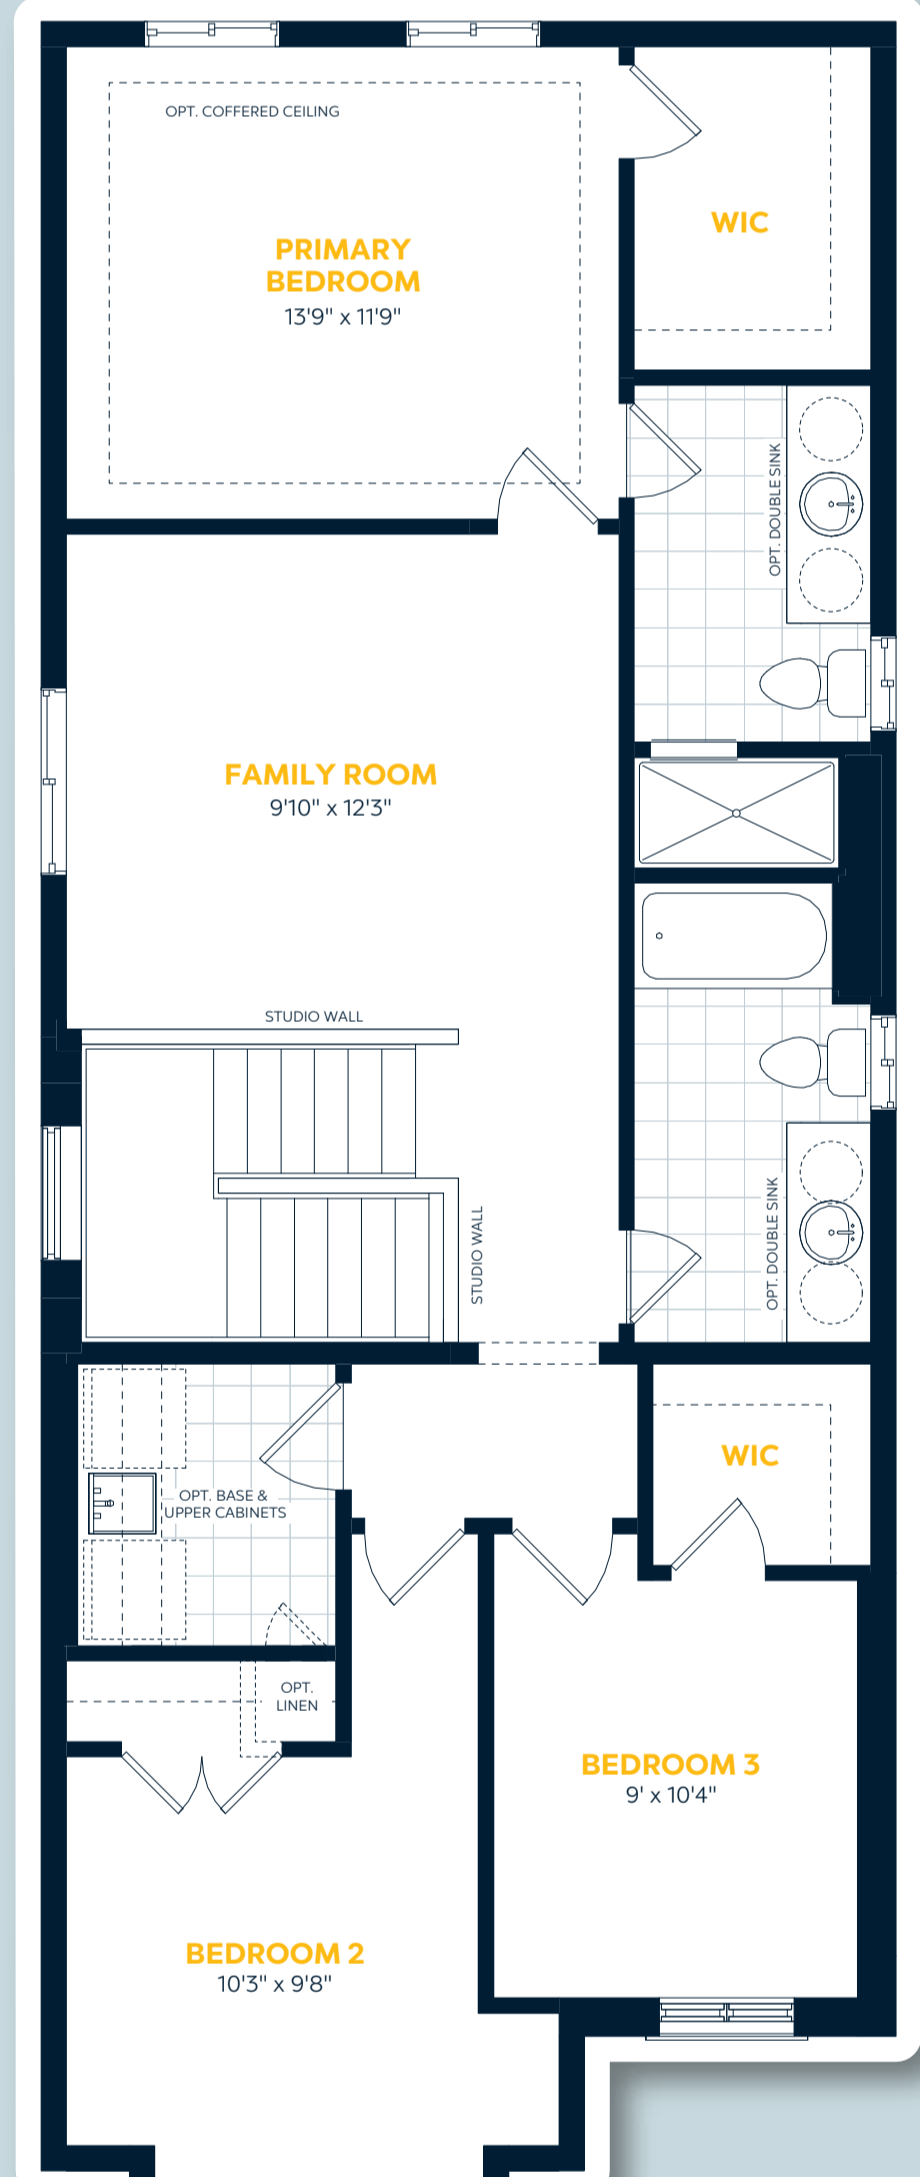 OPT. COFFERED CEILING
WIC
PRIMARY
BEDROOM
13'9" x 11'9"
OPT. DOUBLE SINK
FAMILY ROOM
9'10" x 12'3"
STUDIO WALL
STUDIO WALL
OPT. DOUBLE SINK
WIC
OPT. BASE &
UPPER CABINETS
OPT.
LINEN
BEDROOM 3
9' x 10'4"
BEDROOM 2
10'3" x 9'8"